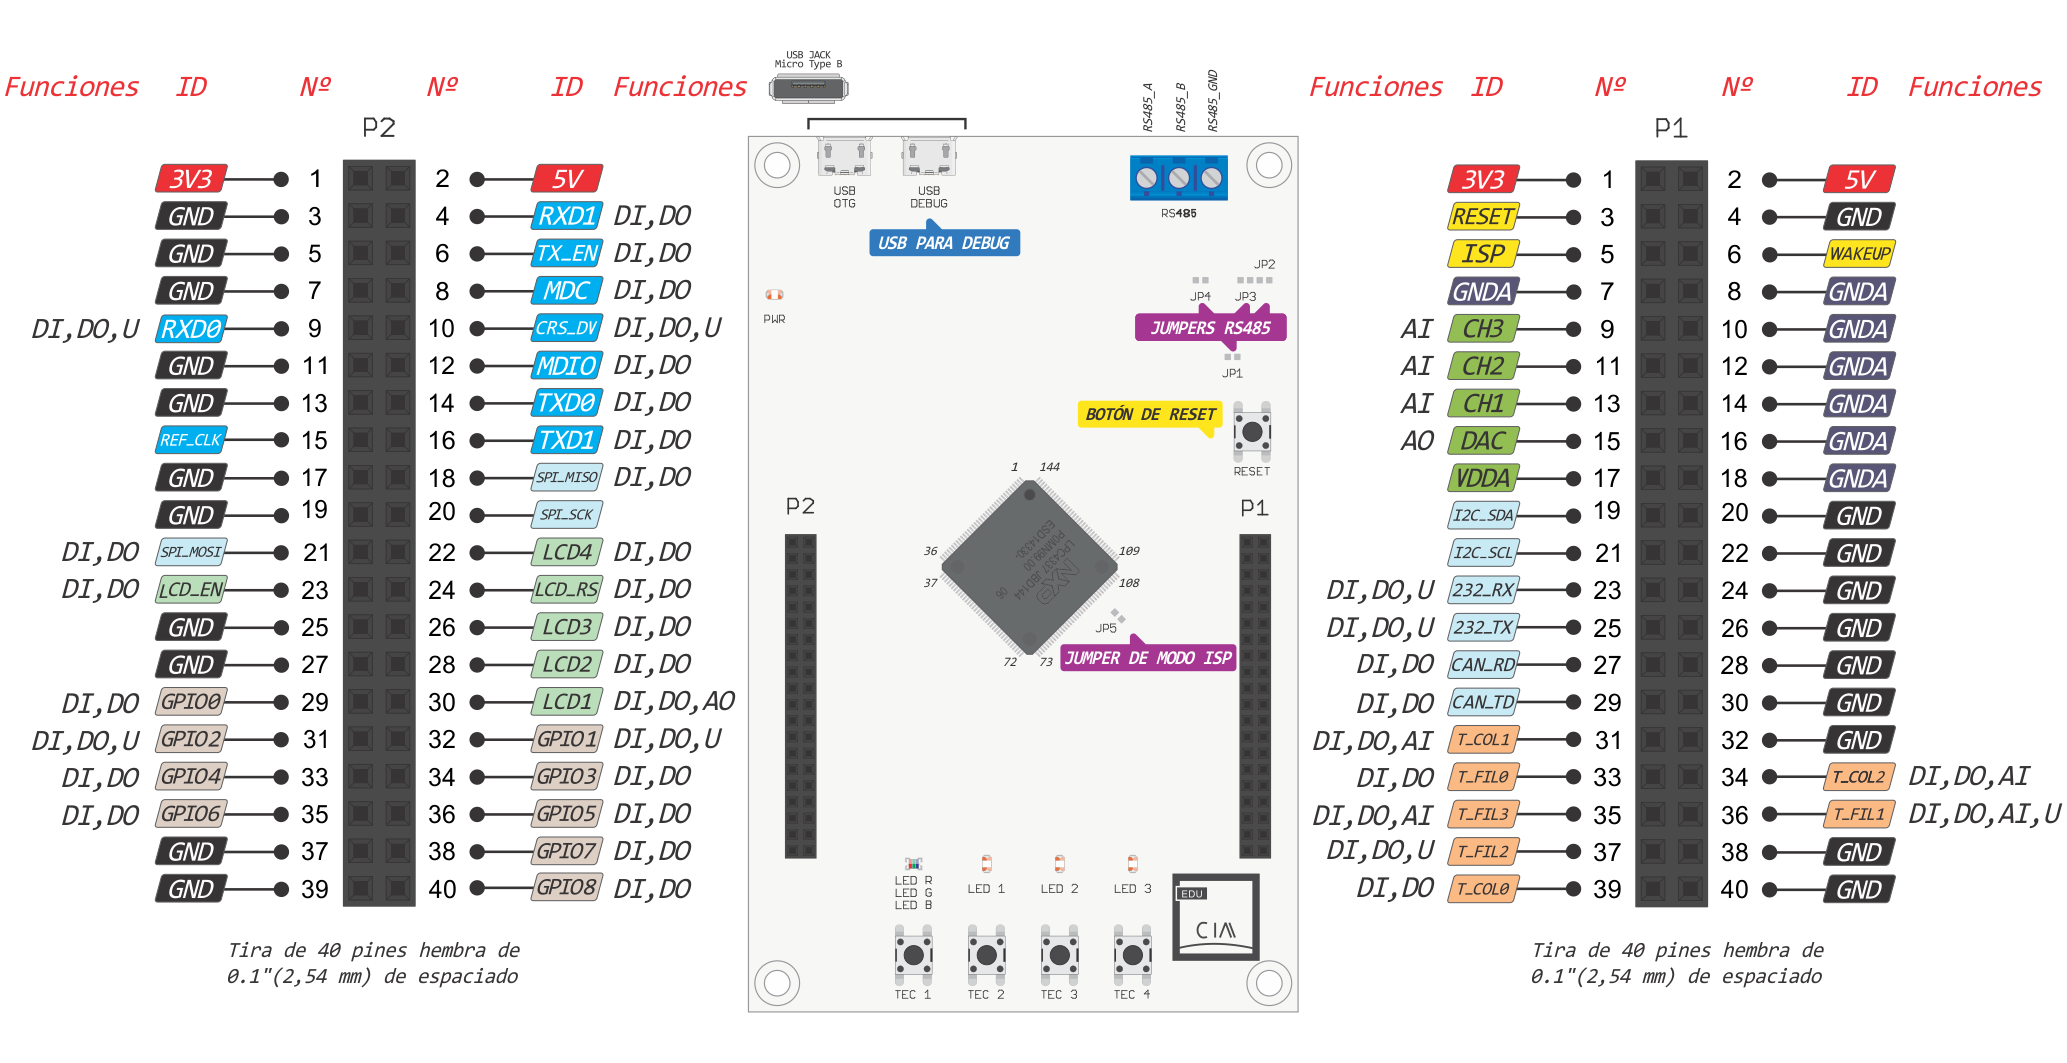 USB JACK
Micro Type B
Funciones ID Nº Nº ID Funciones
P2
3V3 1 2 5V
GND 3 4 RXD1 DI,DO
GND 5 6 TX_EN DI,DO
GND 7 8 MDC DI,DO
DI,DO,U RXD0 9 10 CRS_DV DI,DO,U
GND 11 12 MDIO DI,DO
GND 13 14 TXD0 DI,DO
REF_CLK 15 16 TXD1 DI,DO
GND 17 18 SPI_MISO DI,DO
GND 19 20 SPI_SCK
DI,DO SPI_MOSI 21 22 LCD4 DI,DO
DI,DO LCD_EN 23 24 LCD_RS DI,DO
GND 25 26 LCD3 DI,DO
GND 27 28 LCD2 DI,DO
DI,DO GPIO0 29 30 LCD1 DI,DO,AO
DI,DO,U GPIO2 31 32 GPIO1 DI,DO,U
DI,DO GPIO4 33 34 GPIO3 DI,DO
DI,DO GPIO6 35 36 GPIO5 DI,DO
GND 37 38 GPIO7 DI,DO
GND 39 40 GPIO8 DI,DO
Tira de 40 pines hembra de
0.1"(2,54 mm) de espaciado
RS485_A
RS485_B
RS485_GND
USB
OTG
USB
DEBUG
RS485
USB PARA DEBUG
JP2
JP4 JP3
PWR
JUMPERS RS485
JP1
BOTÓN DE RESET
RESET
1 144
P2 P1
36 109
37 108
NXP
JP5
JUMPER DE MODO ISP
72 73
LED R
LED G
LED B
LED 1 LED 2 LED 3
EDU
CIAA
TEC 1 TEC 2 TEC 3 TEC 4
Funciones ID Nº Nº ID Funciones
P1
3V3 1 2 5V
RESET 3 4 GND
ISP 5 6 WAKEUP
GNDA 7 8 GNDA
AI CH3 9 10 GNDA
AI CH2 11 12 GNDA
AI CH1 13 14 GNDA
AO DAC 15 16 GNDA
VDDA 17 18 GNDA
I2C_SDA 19 20 GND
I2C_SCL 21 22 GND
DI,DO,U 232_RX 23 24 GND
DI,DO,U 232_TX 25 26 GND
DI,DO CAN_RD 27 28 GND
DI,DO CAN_TD 29 30 GND
DI,DO,AI T_COL1 31 32 GND
DI,DO T_FIL0 33 34 T_COL2 DI,DO,AI
DI,DO,AI T_FIL3 35 36 T_FIL1 DI,DO,AI,U
DI,DO,U T_FIL2 37 38 GND
DI,DO T_COL0 39 40 GND
Tira de 40 pines hembra de
0.1"(2,54 mm) de espaciado